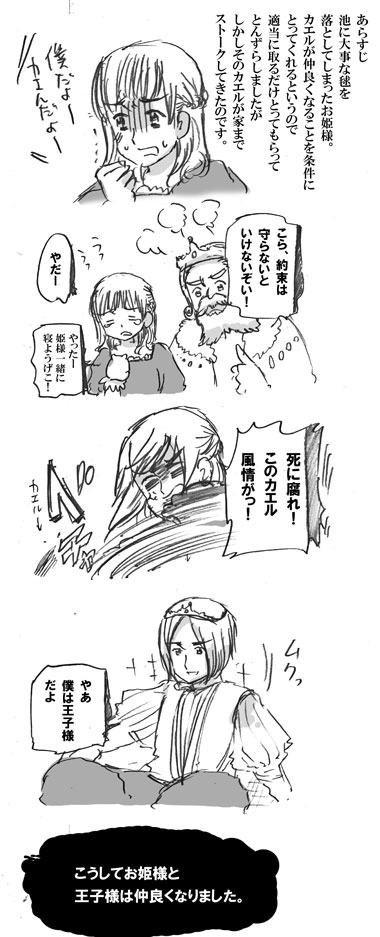 あらすじ
池に大事な毬を
落としてしまったお姫様。
カエルが仲良くなることを条件に
とってくれるというので
適当に取るだけとってもらって
とんずらしましたが
しかしそのカエルが家まで
ストークしてきたのです。
僕だよー
カエルだよー
こら、約束は
守らないと
いけないぞい！
やだー
やったー
姫様一緒に
寝ようげこ！
死に腐れ！
このカエル
風情がっ！
カエル→
ベチャ
ムクっ
やあ
僕は王子様
だよ
こうしてお姫様と
王子様は仲良くなりました。